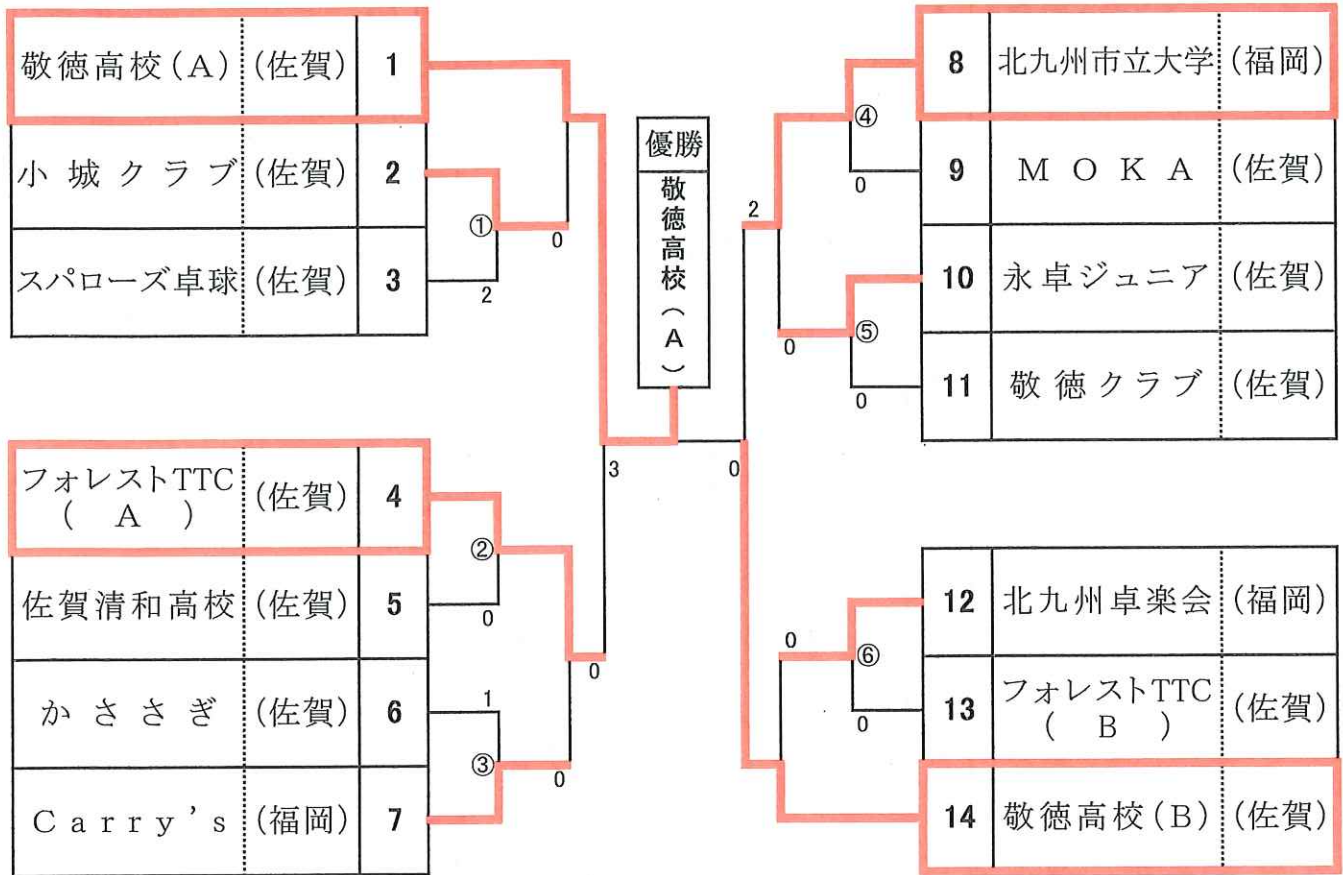 敬徳高校(A) (佐賀) 1
小城クラブ (佐賀) 2
スパローズ卓球 (佐賀) 3
① 0
2
フォレストTTC
( A ) (佐賀) 4
佐賀清和高校 (佐賀) 5
かささぎ (佐賀) 6
Carry's (福岡) 7
②
0
0
1
③ 0
優勝
敬徳高校(A)
3 0
8 北九州市立大学 (福岡)
9 MOKA (佐賀)
10 永卓ジュニア (佐賀)
11 敬徳クラブ (佐賀)
④
0
2
0 ⑤
0
12 北九州卓楽会 (福岡)
13 フォレストTTC
( B ) (佐賀)
14 敬徳高校(B) (佐賀)
0 ⑥
0